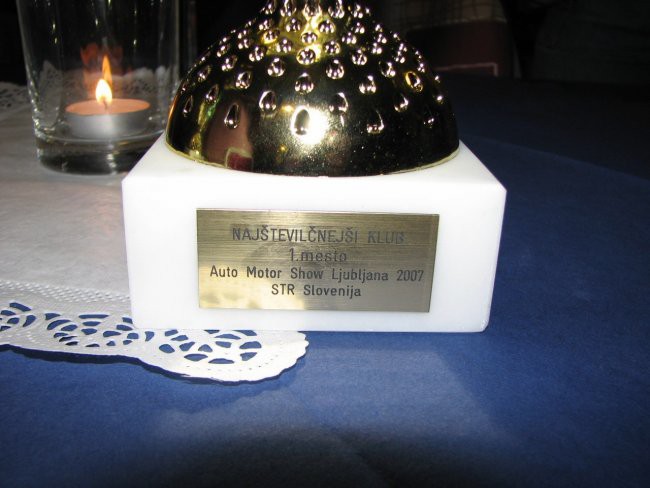 NAJŠTEVILČNEJŠI KLUB
1.mesto
Auto Motor Show Ljubljana 2007
STR Slovenija